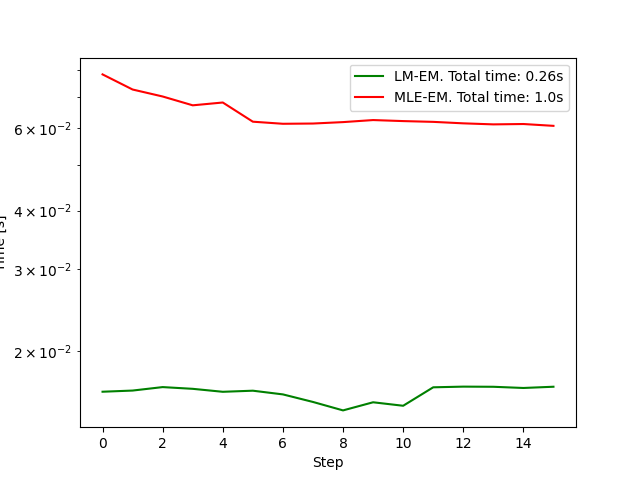 LM-EM. Total time: 0.26s
MLE-EM. Total time: 1.0s
6 × 10⁻²
4 × 10⁻²
3 × 10⁻²
2 × 10⁻²
[s]
0 2 4 6 8 10 12 14
Step